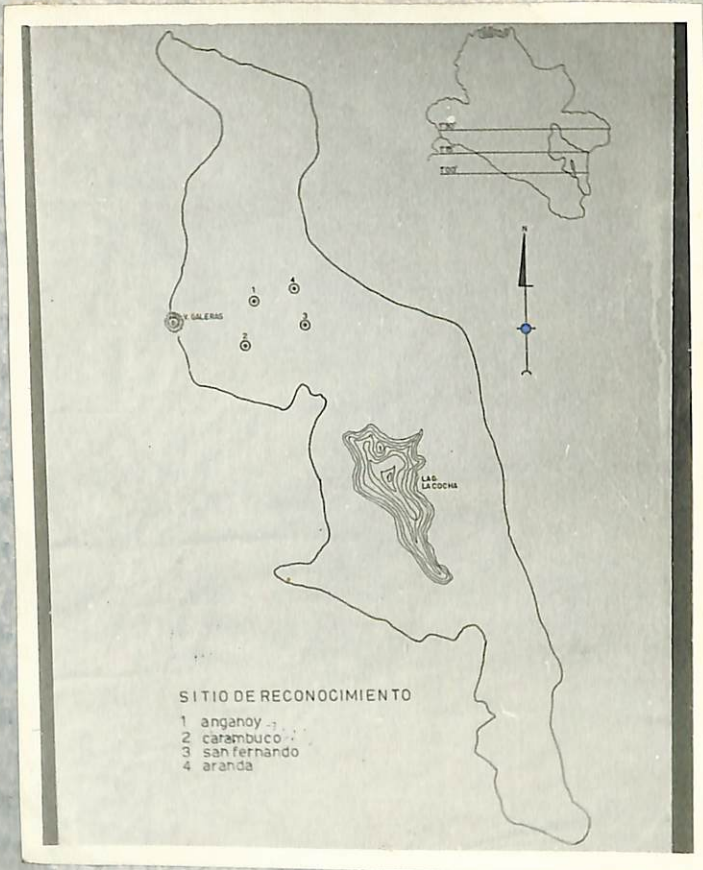 N
1
4
V. GALERAS
3
2
LAG.
LA COCHA
SITIO DE RECONOCIMIENTO
1 anganoy
2 catambuco
3 san fernando
4 aranda